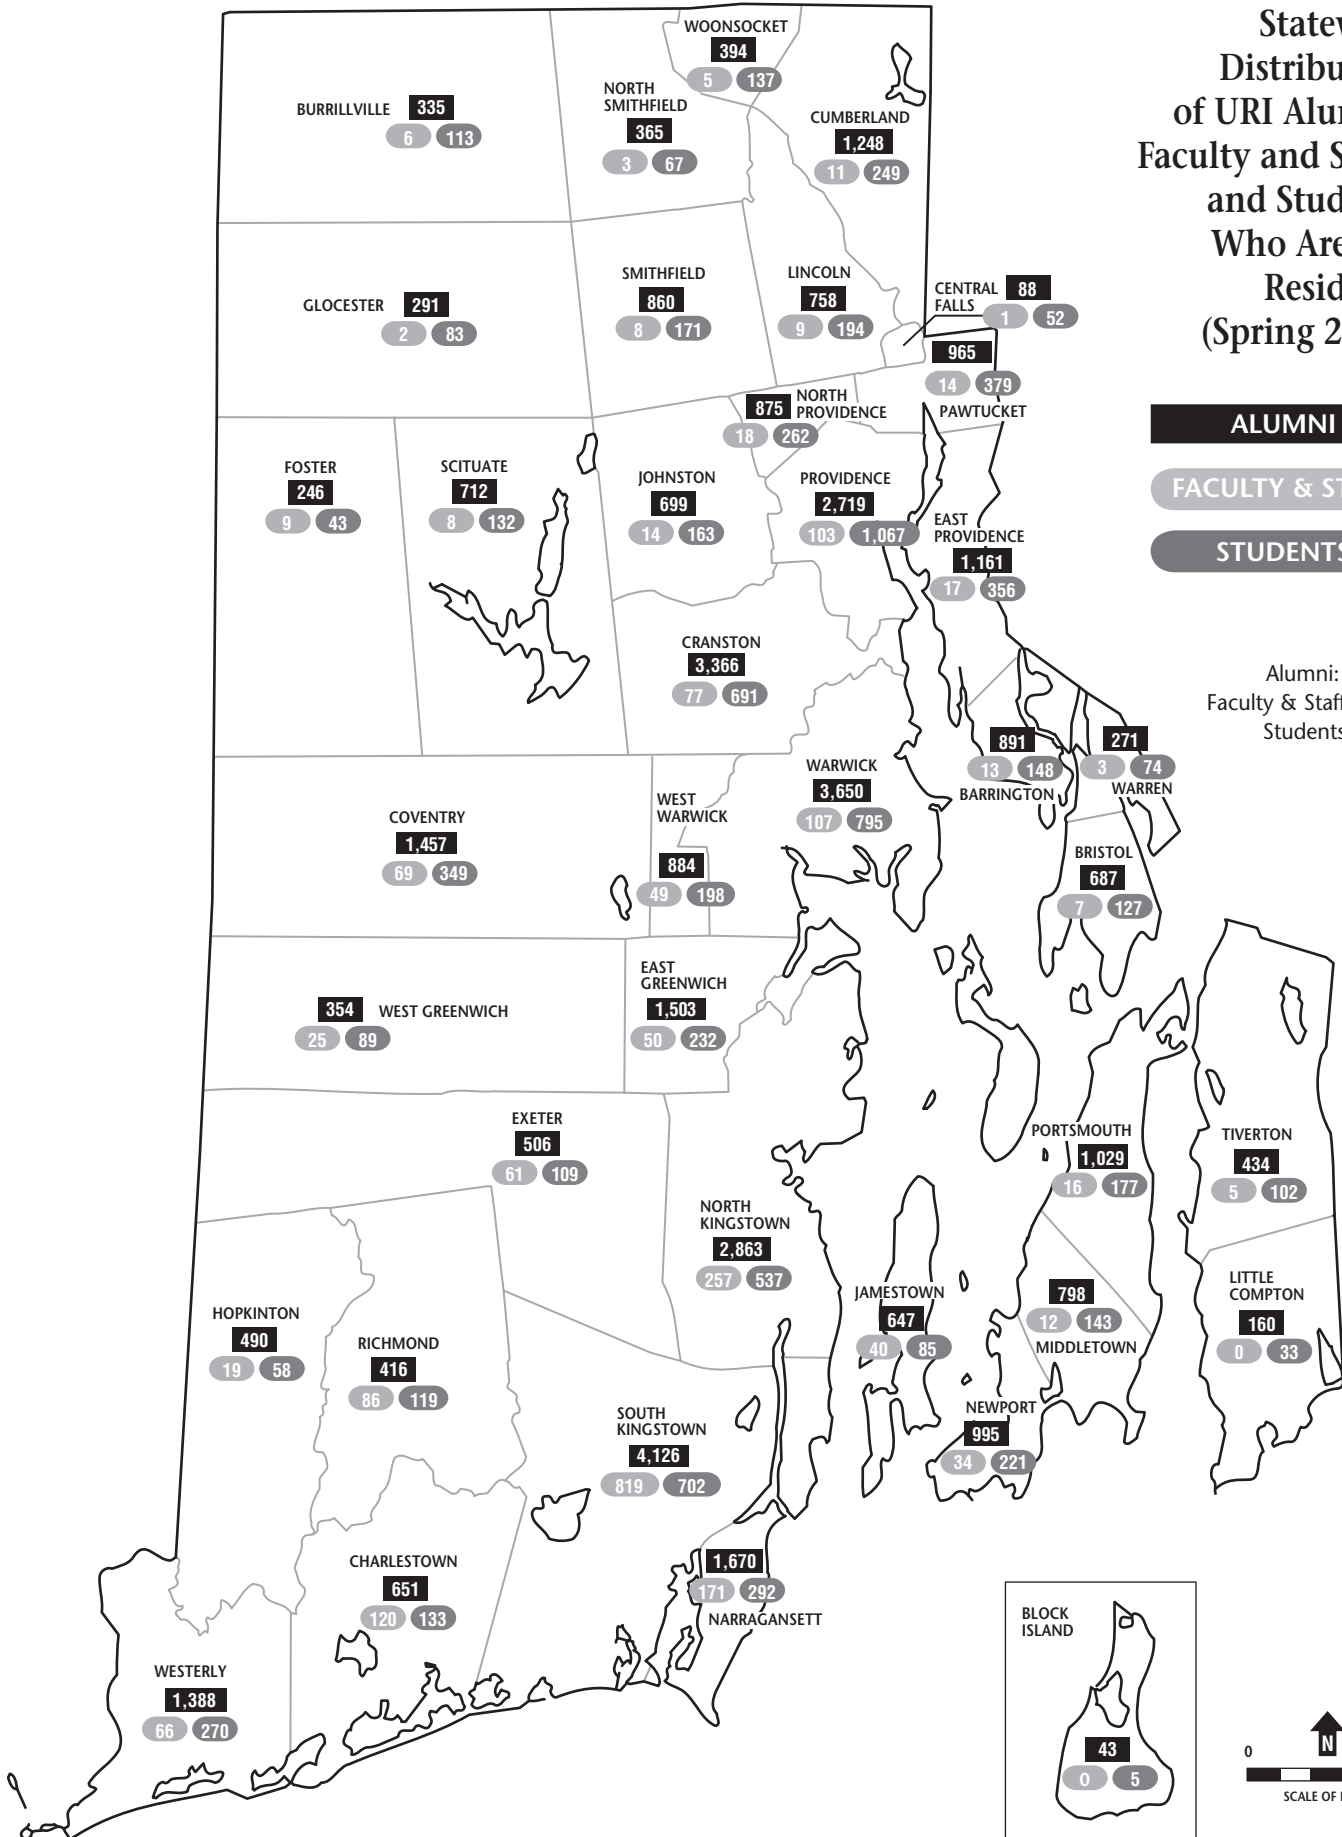 Distribu
of URI Alu
Faculty and S
and Stud
Who Are
Resid
(Spring 2
ALUMNI
FACULTY & ST
STUDENTS
Alumni:
Faculty & Staf
Students
WOONSOCKET
394
5 137
BURRILLVILLE 335
6 113
NORTH
SMITHFIELD
365
3 67
CUMBERLAND
1,248
11 249
GLOCESTER 291
2 83
SMITHFIELD
860
8 171
LINCOLN
758
9 194
CENTRAL
FALLS
88
1 52
965
14 379
PAWTUCKET
875
NORTH
PROVIDENCE
18 262
FOSTER
246
9 43
SCITUATE
712
8 132
JOHNSTON
699
14 163
PROVIDENCE
2,719
103 1,067
EAST
PROVIDENCE
1,161
17 356
CRANSTON
3,366
77 691
891
13 148
BARRINGTON
271
3 74
WARREN
COVENTRY
1,457
69 349
WEST
WARWICK
884
49 198
WARWICK
3,650
107 795
BRISTOL
687
7 127
354 WEST GREENWICH
25 89
EAST
GREENWICH
1,503
50 232
EXETER
506
61 109
PORTSMOUTH
1,029
16 177
TIVERTON
434
5 102
NORTH
KINGSTOWN
2,863
257 537
HOPKINTON
490
19 58
RICHMOND
416
86 119
JAMESTOWN
647
40 85
798
12 143
MIDDLETOWN
LITTLE
COMPTON
160
0 33
SOUTH
KINGSTOWN
4,126
819 702
NEWPORT
995
34 221
CHARLESTOWN
651
120 133
1,670
171 292
NARRAGANSETT
WESTERLY
1,388
66 270
BLOCK
ISLAND
43
0 5
0
N
SCALE OF